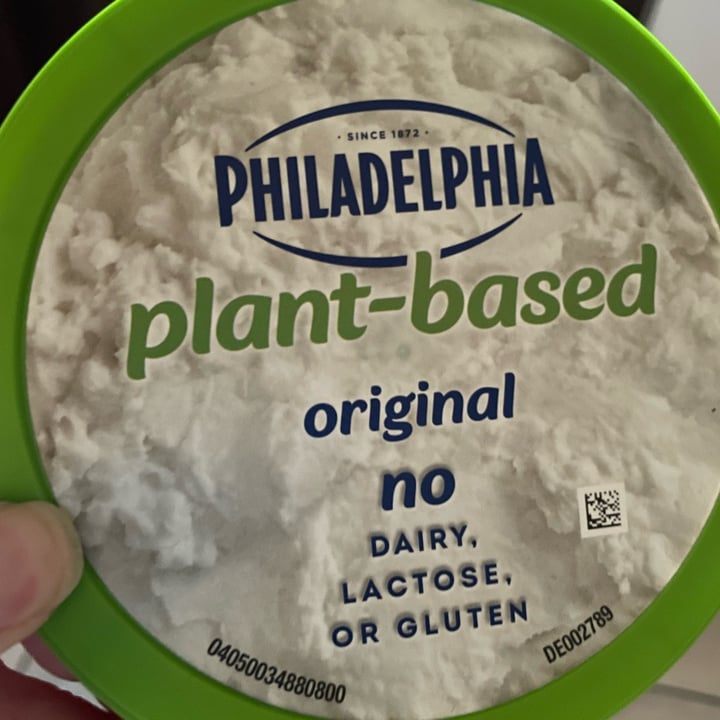 · SINCE 1872 ·
PHILADELPHIA
plant-based
original
no
DAIRY,
LACTOSE,
OR GLUTEN
04050034880800
DE002789